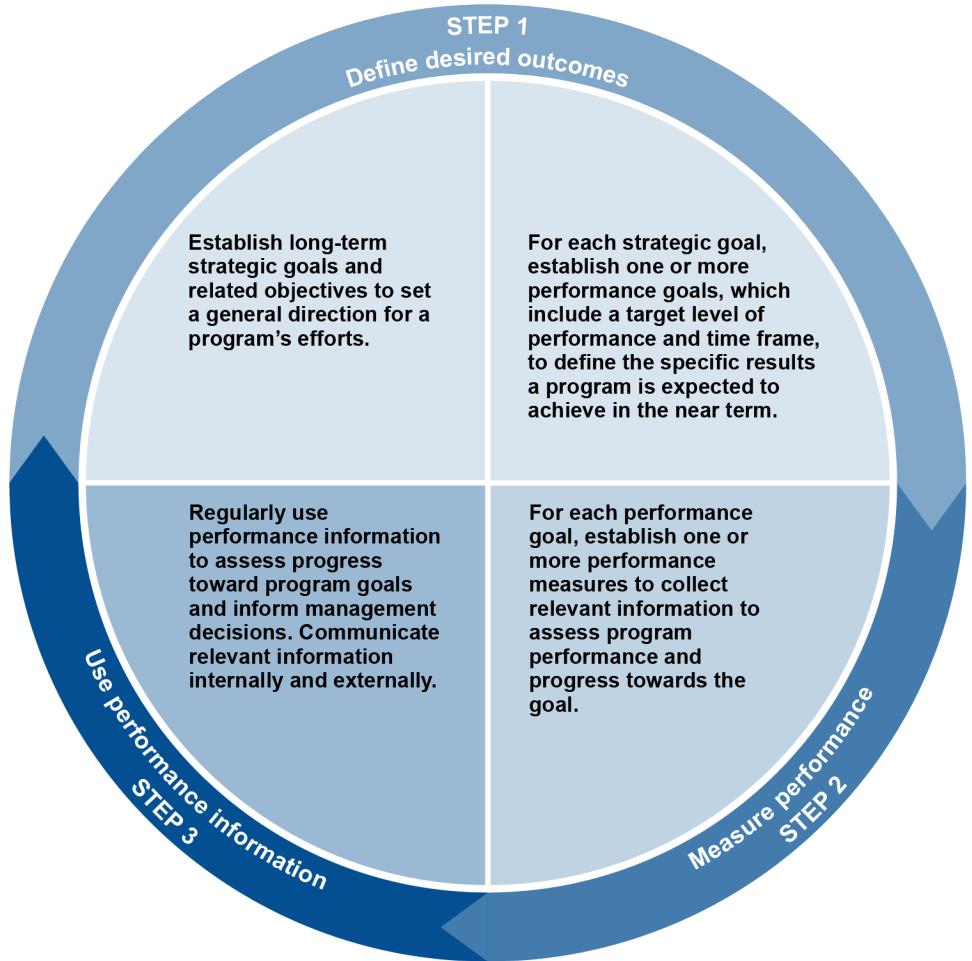 STEP 1
Define desired outcomes
Establish long-term
strategic goals and
related objectives to set
a general direction for a
program’s efforts.
For each strategic goal,
establish one or more
performance goals, which
include a target level of
performance and time frame,
to define the specific results
a program is expected to
achieve in the near term.
For each performance
goal, establish one or
more performance
measures to collect
relevant information to
assess program
performance and
progress towards the
goal.
Measure performance
STEP 2
Regularly use
performance information
to assess progress
toward program goals
and inform management
decisions. Communicate
relevant information
internally and externally.
Use performance information
STEP 3